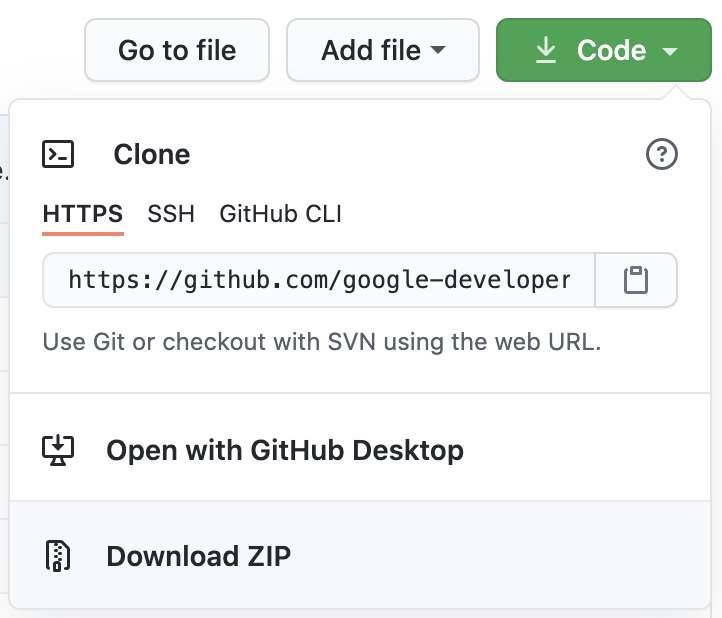 Go to file Add file Code
Clone
HTTPS SSH GitHub CLI
https://github.com/google-developer
Use Git or checkout with SVN using the web URL.
Open with GitHub Desktop
Download ZIP